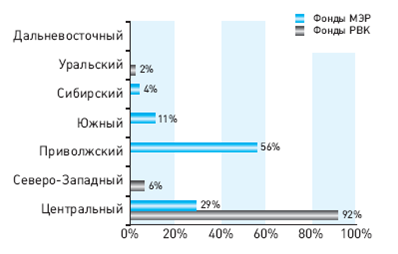 Фонды МЭР
Фонды РВК
Дальневосточный
Уральский 2%
Сибирский 4%
Южный 11%
Приволжский 56%
Северо-Западный 6%
Центральный 29%
92%
0% 20% 40% 60% 80% 100%